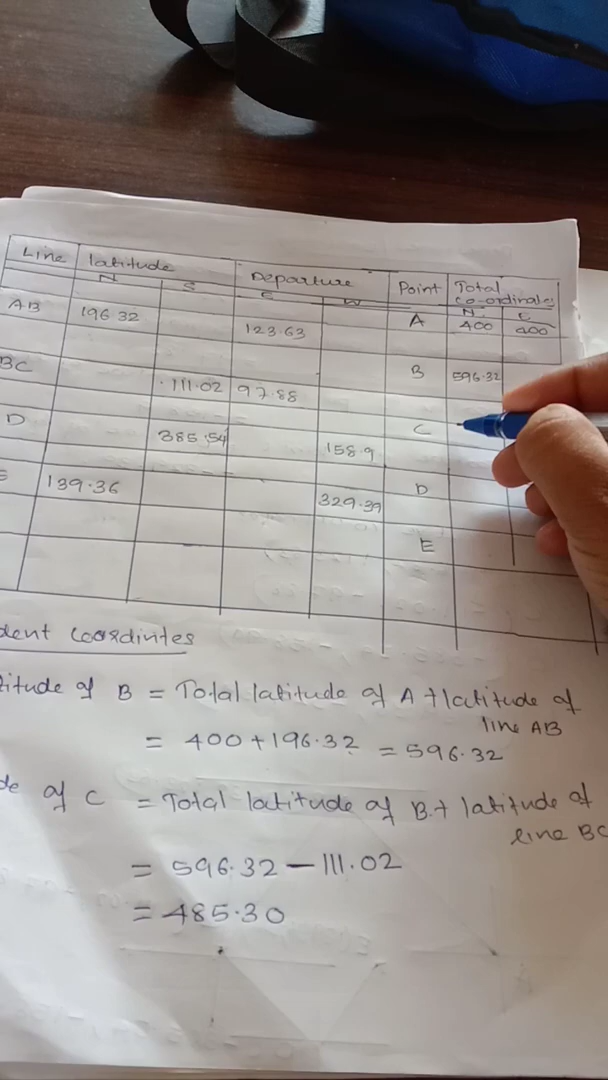 Line latitude Departure Point Total co-ordinates
N S E W N E
AB 196.32 123.63 A 400 400
BC 111.02 97.88 B 596.32
D 385.54 158.9 C
E 139.36 329.39 D
E
dent coordintes
titude of B = Total latitude of A + latitude of line AB
= 400 + 196.32 = 596.32
de of C = Total latitude of B + latitude of line BC
= 596.32 - 111.02
= 485.30